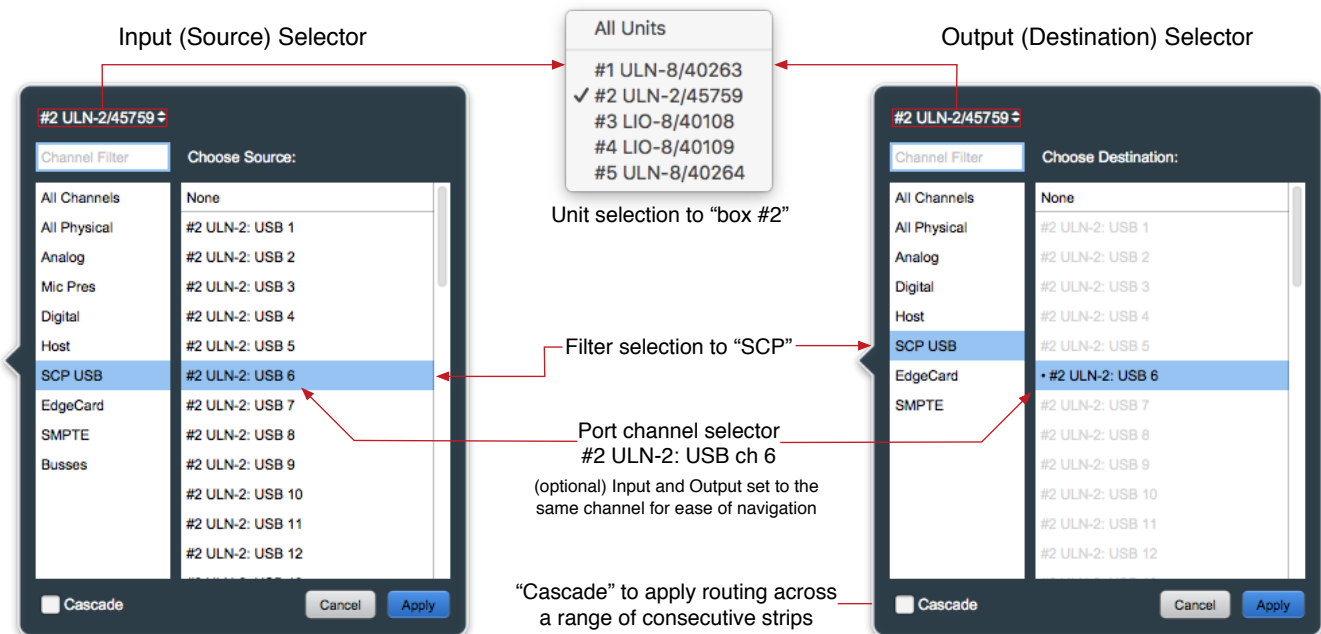 Input (Source) Selector
#2 ULN-2/45759
Channel Filter
Choose Source:
All Channels
All Physical
Analog
Mic Pres
Digital
Host
SCP USB
EdgeCard
SMPTE
Busses
None
#2 ULN-2: USB 1
#2 ULN-2: USB 2
#2 ULN-2: USB 3
#2 ULN-2: USB 4
#2 ULN-2: USB 5
#2 ULN-2: USB 6
#2 ULN-2: USB 7
#2 ULN-2: USB 8
#2 ULN-2: USB 9
#2 ULN-2: USB 10
#2 ULN-2: USB 11
#2 ULN-2: USB 12
Cascade
Cancel
Apply
All Units
#1 ULN-8/40263
✓ #2 ULN-2/45759
#3 LIO-8/40108
#4 LIO-8/40109
#5 ULN-8/40264
Unit selection to “box #2”
Filter selection to “SCP”
Port channel selector
#2 ULN-2: USB ch 6
(optional) Input and Output set to the
same channel for ease of navigation
“Cascade” to apply routing across
a range of consecutive strips
Output (Destination) Selector
#2 ULN-2/45759
Channel Filter
Choose Destination:
All Channels
All Physical
Analog
Digital
Host
SCP USB
EdgeCard
SMPTE
None
#2 ULN-2: USB 1
#2 ULN-2: USB 2
#2 ULN-2: USB 3
#2 ULN-2: USB 4
#2 ULN-2: USB 5
• #2 ULN-2: USB 6
#2 ULN-2: USB 7
#2 ULN-2: USB 8
#2 ULN-2: USB 9
#2 ULN-2: USB 10
#2 ULN-2: USB 11
#2 ULN-2: USB 12
Cascade
Cancel
Apply